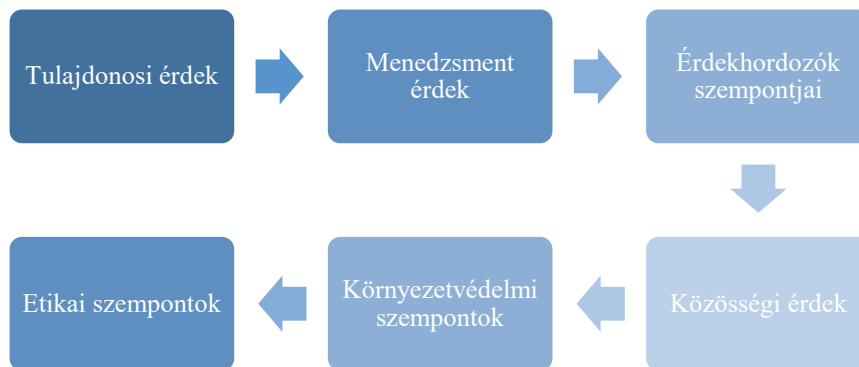 Tulajdonosi érdek
Menedzsment
érdek
Érdekhordozók
szempontjai
Közösségi érdek
Környezetvédelmi
szempontok
Etikai szempontok